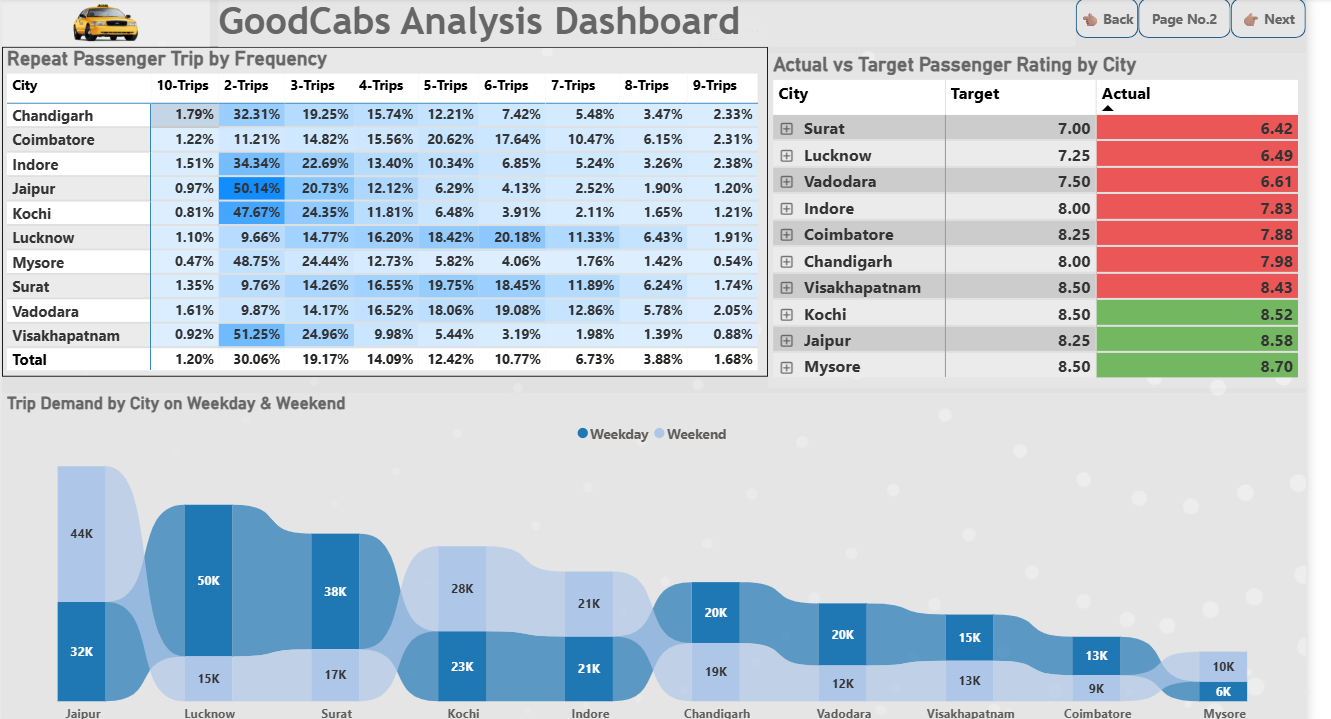 GoodCabs Analysis Dashboard
Back
Page No.2
Next
Repeat Passenger Trip by Frequency
City 10-Trips 2-Trips 3-Trips 4-Trips 5-Trips 6-Trips 7-Trips 8-Trips 9-Trips
Chandigarh 1.79% 32.31% 19.25% 15.74% 12.21% 7.42% 5.48% 3.47% 2.33%
Coimbatore 1.22% 11.21% 14.82% 15.56% 20.62% 17.64% 10.47% 6.15% 2.31%
Indore 1.51% 34.34% 22.69% 13.40% 10.34% 6.85% 5.24% 3.26% 2.38%
Jaipur 0.97% 50.14% 20.73% 12.12% 6.29% 4.13% 2.52% 1.90% 1.20%
Kochi 0.81% 47.67% 24.35% 11.81% 6.48% 3.91% 2.11% 1.65% 1.21%
Lucknow 1.10% 9.66% 14.77% 16.20% 18.42% 20.18% 11.33% 6.43% 1.91%
Mysore 0.47% 48.75% 24.44% 12.73% 5.82% 4.06% 1.76% 1.42% 0.54%
Surat 1.35% 9.76% 14.26% 16.55% 19.75% 18.45% 11.89% 6.24% 1.74%
Vadodara 1.61% 9.87% 14.17% 16.52% 18.06% 19.08% 12.86% 5.78% 2.05%
Visakhapatnam 0.92% 51.25% 24.96% 9.98% 5.44% 3.19% 1.98% 1.39% 0.88%
Total 1.20% 30.06% 19.17% 14.09% 12.42% 10.77% 6.73% 3.88% 1.68%
Actual vs Target Passenger Rating by City
City Target Actual
Surat 7.00 6.42
Lucknow 7.25 6.49
Vadodara 7.50 6.61
Indore 8.00 7.83
Coimbatore 8.25 7.88
Chandigarh 8.00 7.98
Visakhapatnam 8.50 8.43
Kochi 8.50 8.52
Jaipur 8.25 8.58
Mysore 8.50 8.70
Trip Demand by City on Weekday & Weekend
Weekday Weekend
44K 50K 38K 28K 21K 20K 20K 15K 13K 10K
32K 15K 17K 23K 21K 19K 12K 13K 9K 6K
Jaipur Lucknow Surat Kochi Indore Chandigarh Vadodara Visakhapatnam Coimbatore Mysore